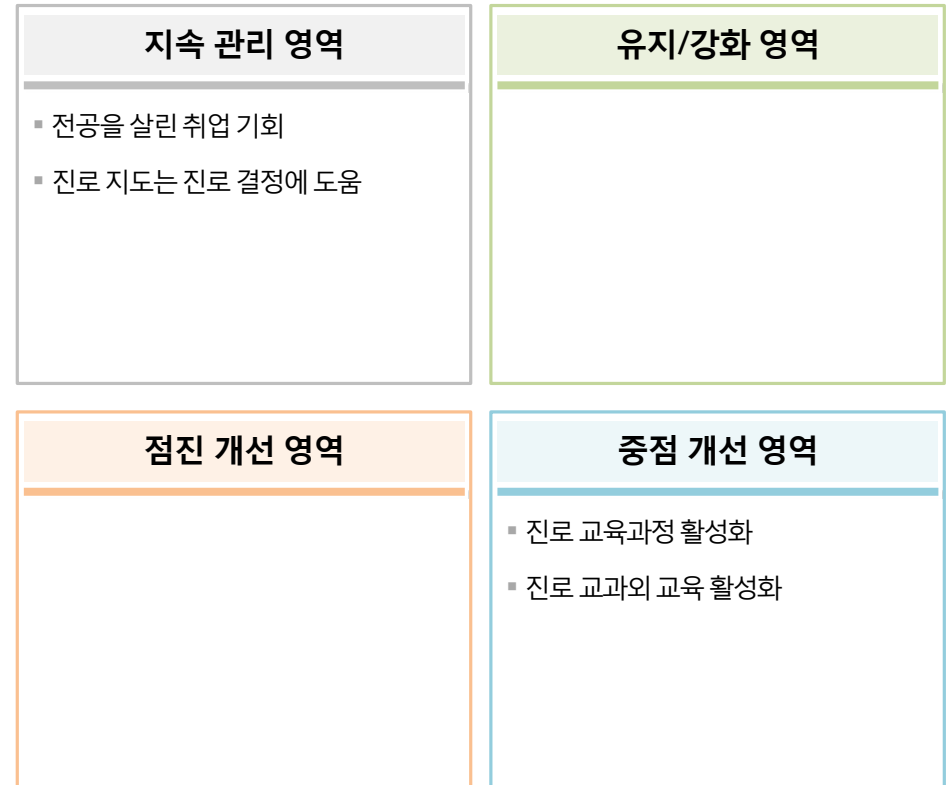 지속 관리 영역
▪ 전공을 살린 취업 기회
▪ 진로 지도는 진로 결정에 도움
유지/강화 영역
점진 개선 영역
중점 개선 영역
▪ 진로 교육과정 활성화
▪ 진로 교과외 교육 활성화